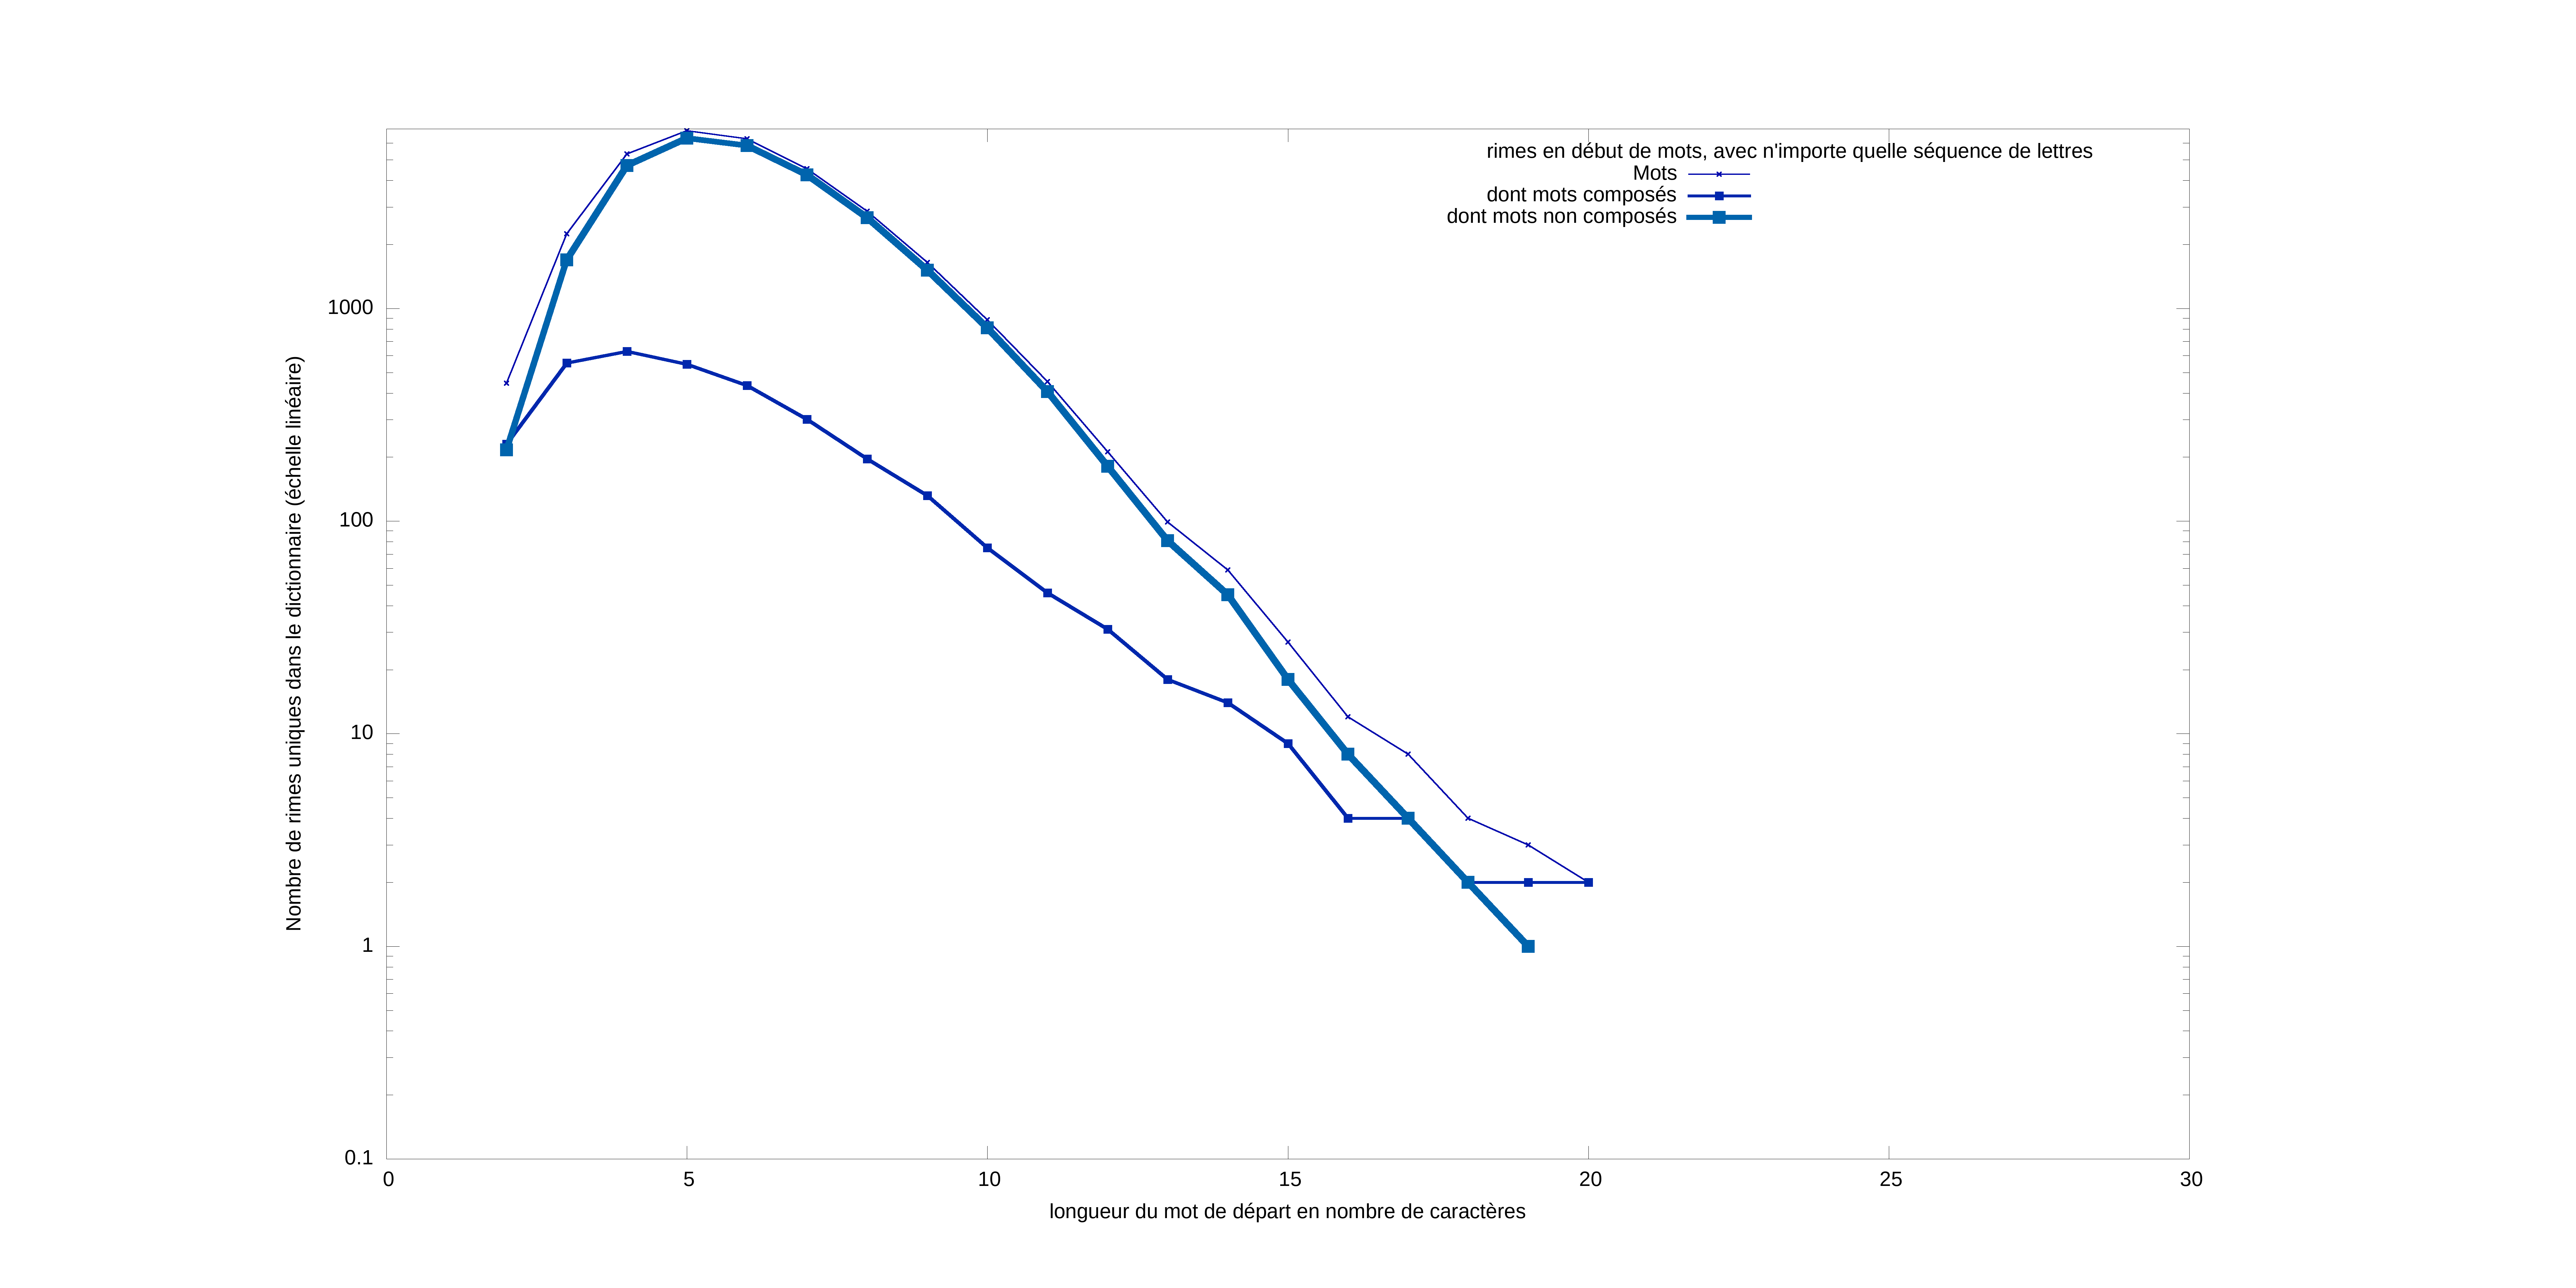 rimes en début de mots, avec n'importe quelle séquence de lettres
Mots
dont mots composés
dont mots non composés
Nombre de rimes uniques dans le dictionnaire (échelle linéaire)
1000
100
10
1
0.1
0 5 10 15 20 25 30
longueur du mot de départ en nombre de caractères